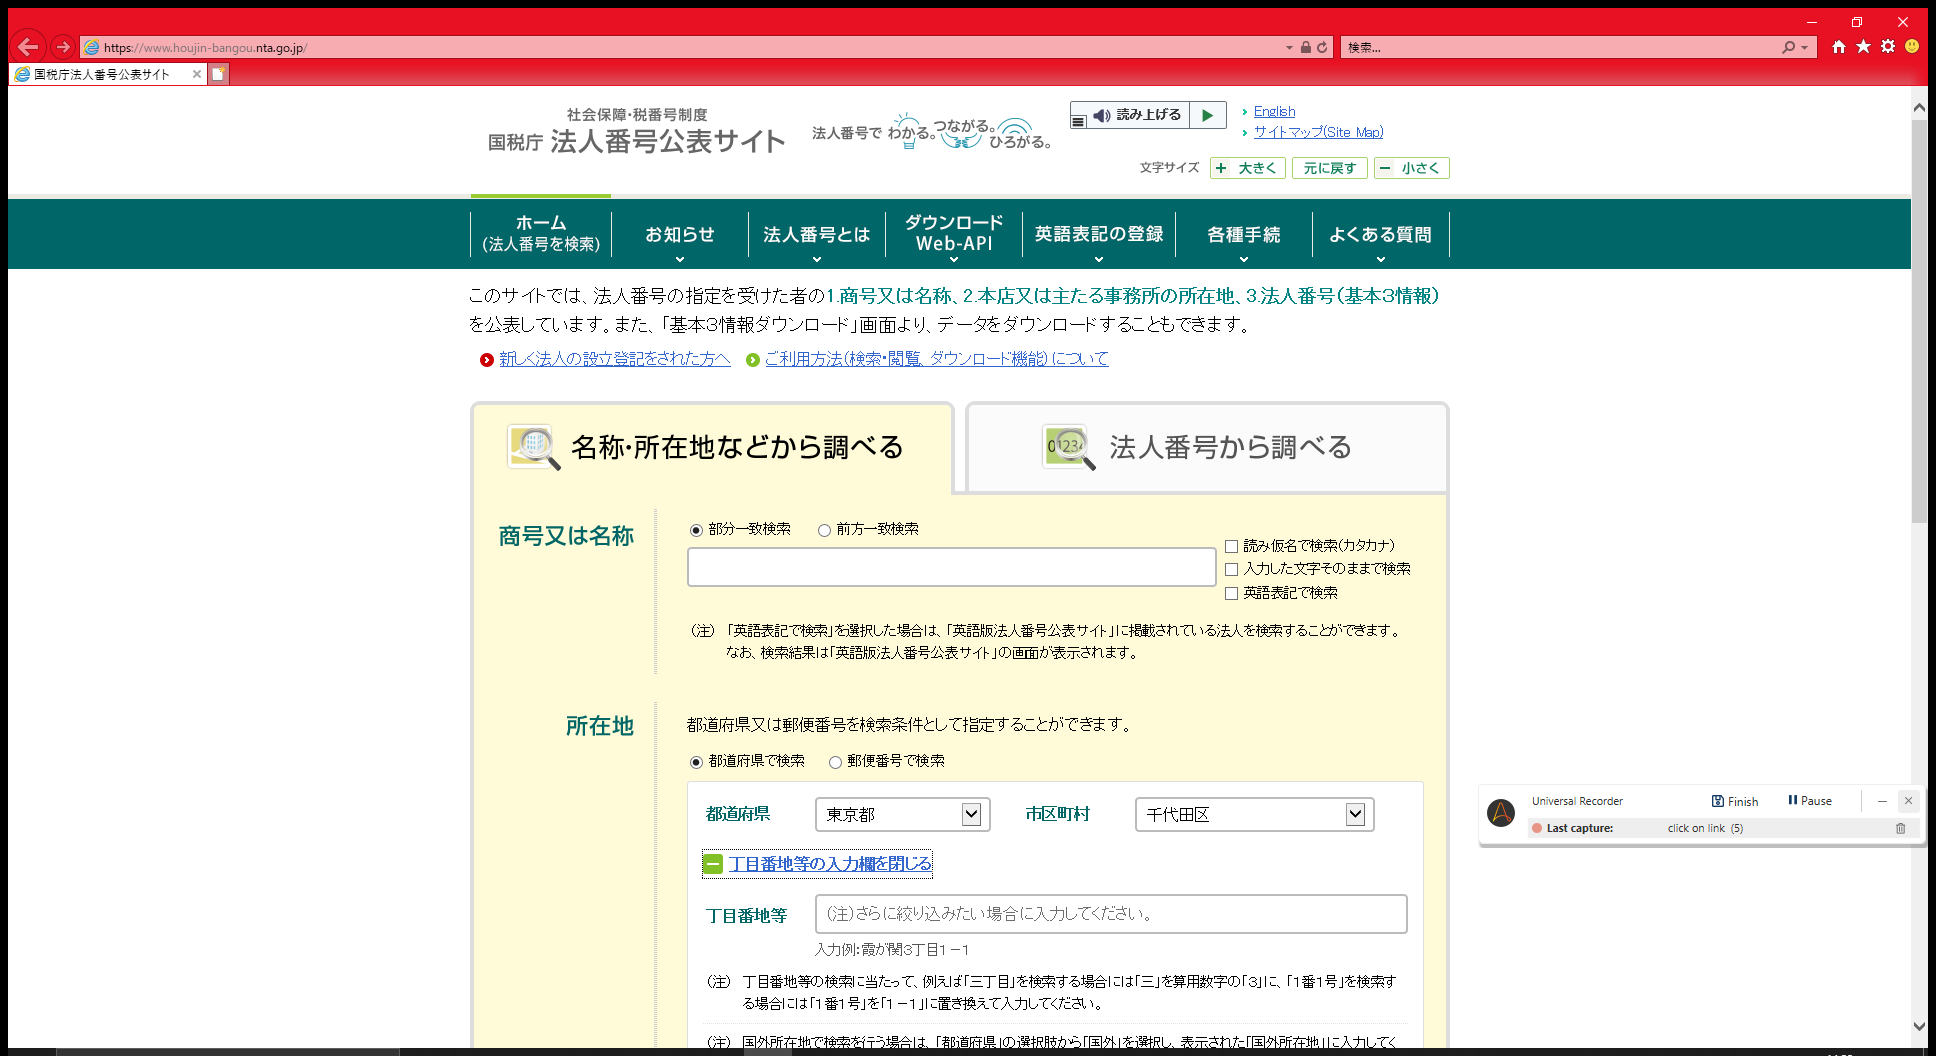 https://www.houjin-bangou.nta.go.jp/
検索...
国税庁法人番号公表サイト
社会保障・税番号制度
国税庁 法人番号公表サイト
法人番号で わかる。つながる。ひろがる。
読み上げる
English
サイトマップ(Site Map)
文字サイズ
+ 大きく
元に戻す
− 小さく
ホーム
(法人番号を検索)
お知らせ
法人番号とは
ダウンロード
Web-API
英語表記の登録
各種手続
よくある質問
このサイトでは、法人番号の指定を受けた者の1.商号又は名称、2.本店又は主たる事務所の所在地、3.法人番号(基本3情報)
を公表しています。また、「基本3情報ダウンロード」画面より、データをダウンロードすることもできます。
新しく法人の設立登記をされた方へ
ご利用方法(検索・閲覧、ダウンロード機能)について
名称・所在地などから調べる
01234
法人番号から調べる
商号又は名称
部分一致検索
前方一致検索
読み仮名で検索(カタカナ)
入力した文字そのままで検索
英語表記で検索
(注) 「英語表記で検索」を選択した場合は、「英語版法人番号公表サイト」に掲載されている法人を検索することができます。
なお、検索結果は「英語版法人番号公表サイト」の画面が表示されます。
所在地
都道府県又は郵便番号を検索条件として指定することができます。
都道府県で検索
郵便番号で検索
都道府県
東京都
市区町村
千代田区
丁目番地等の入力欄を閉じる
丁目番地等
(注)さらに絞り込みたい場合に入力してください。
入力例:霞が関3丁目1-1
(注) 丁目番地等の検索に当たって、例えば「三丁目」を検索する場合には「三」を算用数字の「3」に、「1番1号」を検索す
る場合には「1番1号」を「1-1」に置き換えて入力してください。
(注) 国外所在地で検索を行う場合は、「都道府県」の選択肢から「国外」を選択し、表示された「国外所在地」に入力してく
Universal Recorder
Finish
Pause
Last capture:
click on link (5)